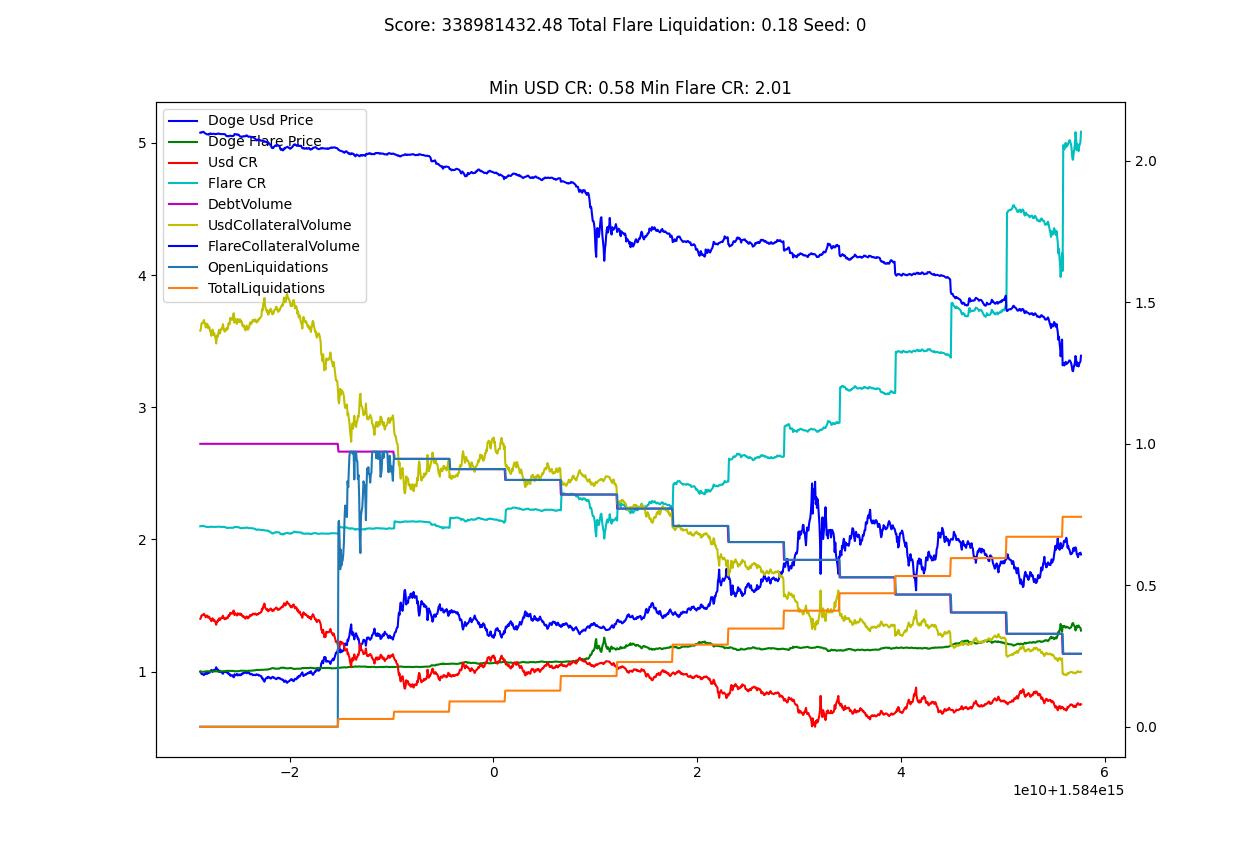 Score: 338981432.48 Total Flare Liquidation: 0.18 Seed: 0
Min USD CR: 0.58 Min Flare CR: 2.01
Doge Usd Price
Doge Flare Price
Usd CR
Flare CR
DebtVolume
UsdCollateralVolume
FlareCollateralVolume
OpenLiquidations
TotalLiquidations
5
4
3
2
1
2.0
1.5
1.0
0.5
0.0
−2 0 2 4 6
1e10+1.584e15